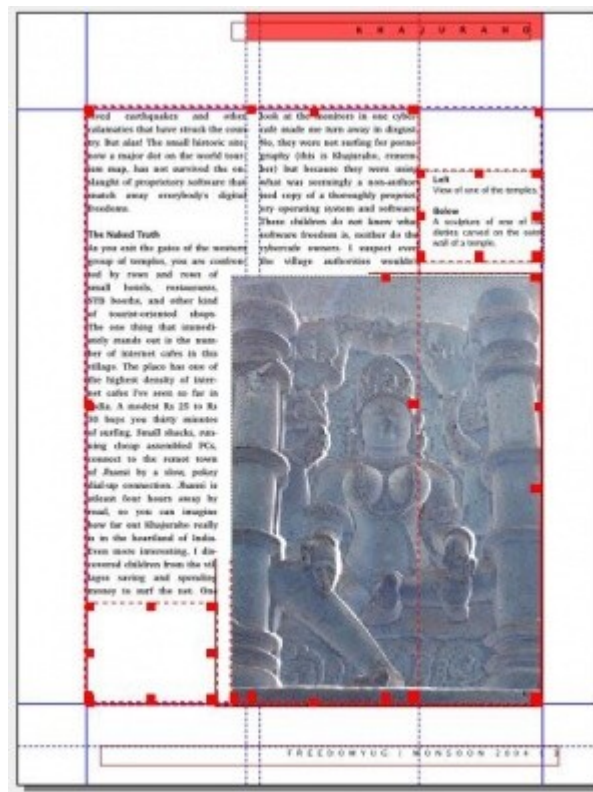 KHAJURAHO
lived earthquakes and other
calamaties that have struck the coun-
try. But alas! The small historic site,
now a major dot on the world tour-
ism map, has not survived the on-
slaught of proprietary software that
snatch away everybody's digital
freedoms.
The Naked Truth
As you exit the gates of the western
group of temples, you are confron-
ted by rows and rows of
small hotels, restaurants,
STD booths, and other kind
of tourist-oriented shops.
The one thing that immedi-
ately stands out is the num-
ber of internet cafes in this
village. The place has one of
the highest density of inter-
net cafes I've seen so far in
India. A modest Rs 25 to Rs
30 buys you thirty minutes
of surfing. Small shacks, run-
ning cheap assembled PCs,
connect to the remot town
of Jhansi by a slow, pokey
dial-up connection. Jhansi is
atleast four hours away by
road, so you can imagine
how far out Khajuraho really
is in the heartland of India.
Even more interesting, I dis-
covered children from the vil-
lages saving and spending
money to surf the net. On
look at the monitors in one cyber
café made me turn away in disgust.
No, they were not surfing for porno-
graphy (this is Khajuraho, remem-
ber) but because they were using
what was seemingly a non-author-
ised copy of a thoroughly propriet-
ary operating system and software.
These children do not know what
software freedom is, neither do the
cybercafe owners. I suspect even
the village authorities wouldn't
Left
View of one of the temples.
Below
A sculpture of one of
deities carved on the oute
wall of a temple.
FREEDOMYUG | MONSOON 2004 | 3